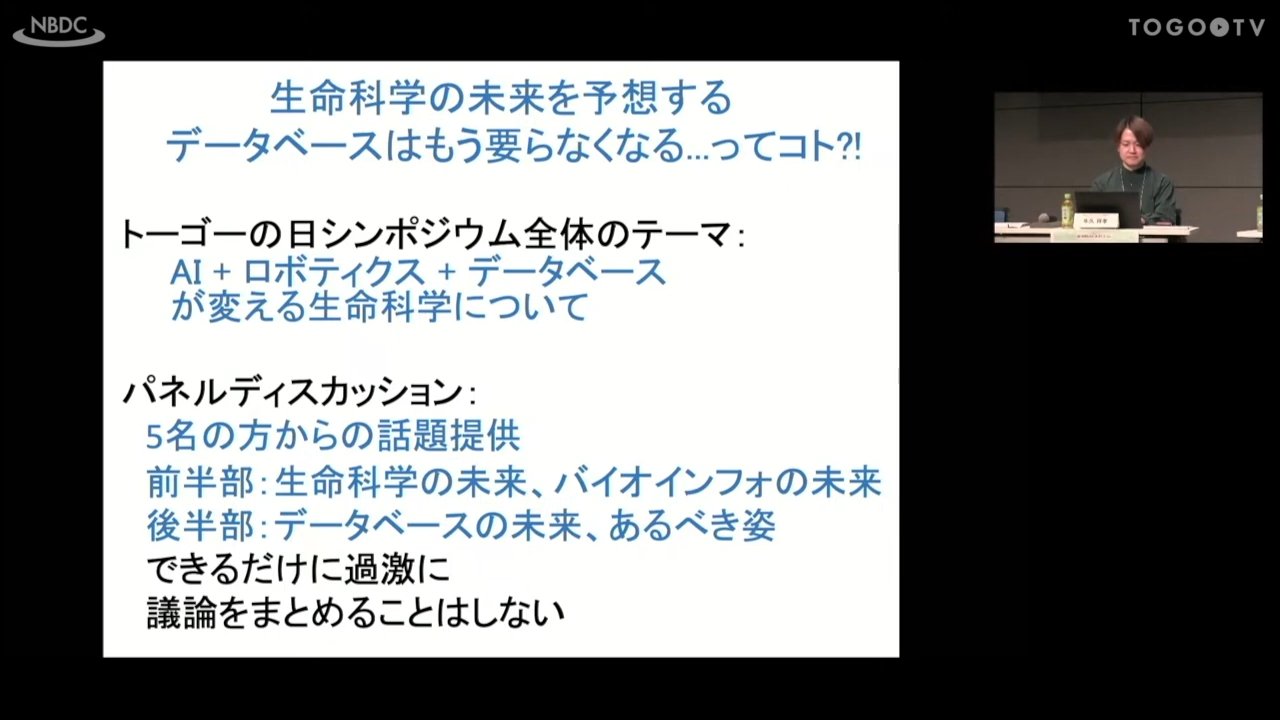 NBDC
TOGOTV
生命科学の未来を予想する
データベースはもう要らなくなる...ってコト?!
トーゴーの日シンポジウム全体のテーマ：
AI + ロボティクス + データベース
が変える生命科学について
パネルディスカッション：
5名の方からの話題提供
前半部：生命科学の未来、バイオインフォの未来
後半部：データベースの未来、あるべき姿
できるだけに過激に
議論をまとめることはしない